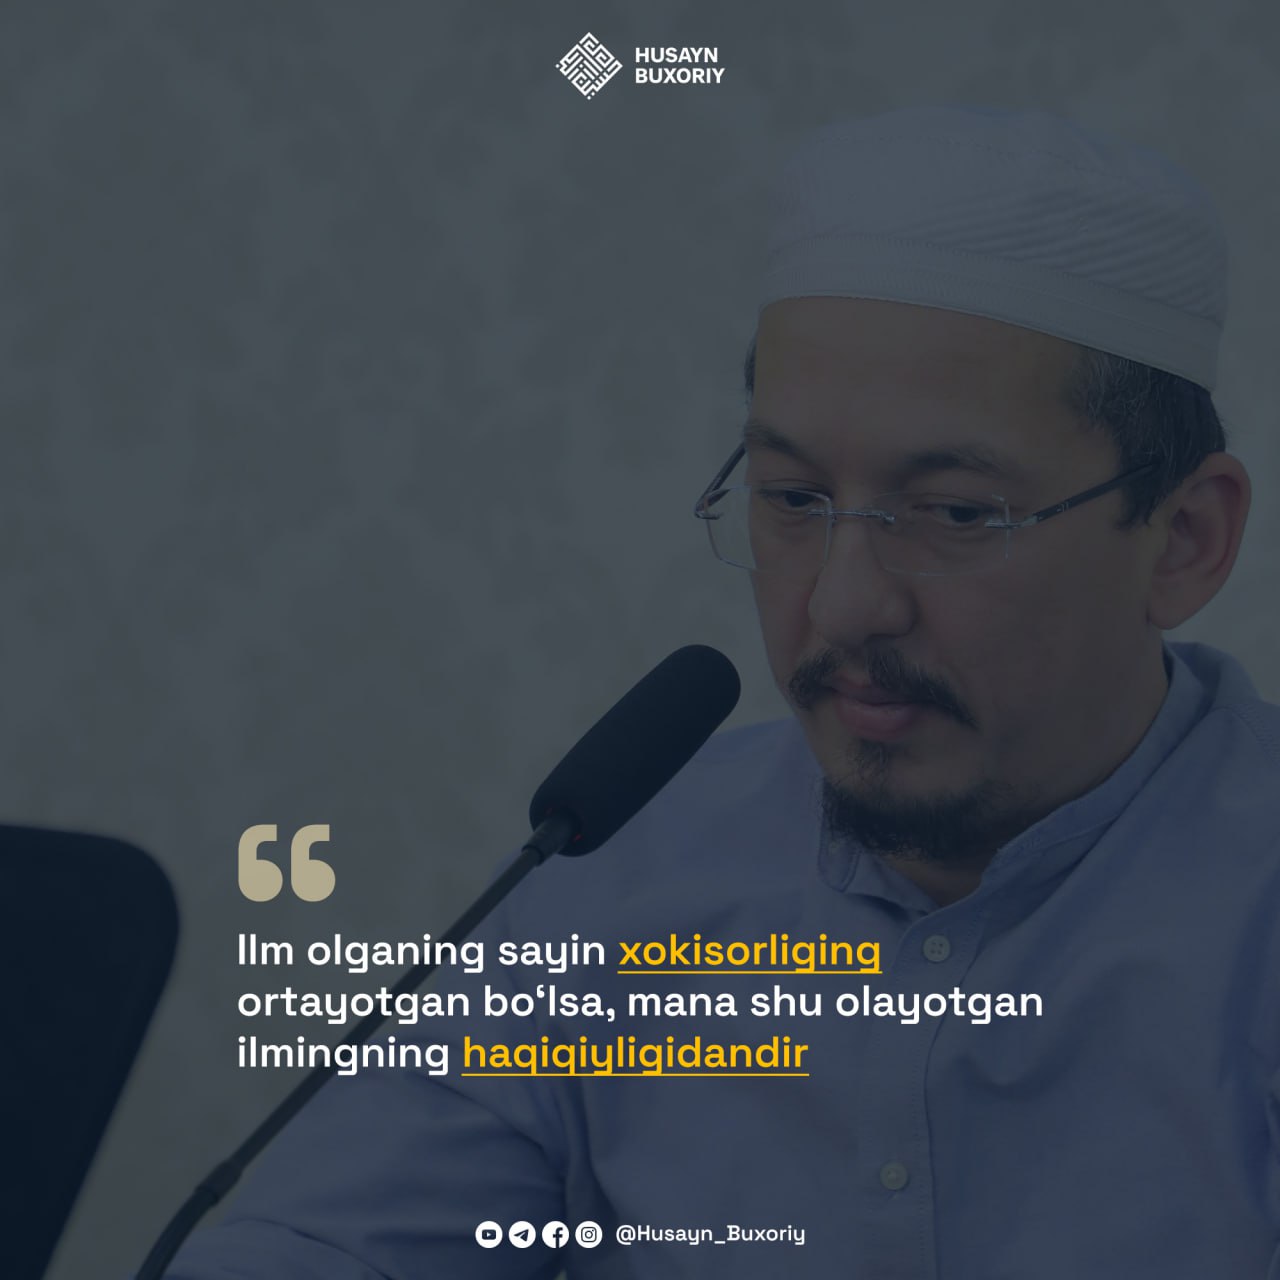 HUSAYN
BUXORIY
Ilm olganing sayin xokisorliging
ortayotgan bo‘lsa, mana shu olayotgan
ilmingning haqiqiyligidandir
@Husayn_Buxoriy